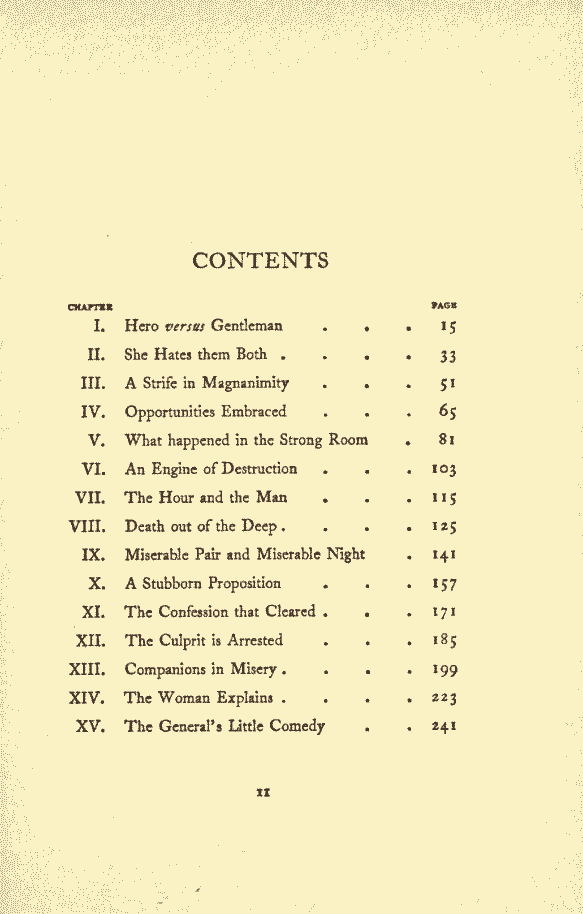 CONTENTS
CHAPTER PAGE
I. Hero versus Gentleman . . . 15
II. She Hates them Both . . . . 33
III. A Strife in Magnanimity . . . 51
IV. Opportunities Embraced . . . 65
V. What happened in the Strong Room . 81
VI. An Engine of Destruction . . . 103
VII. The Hour and the Man . . . 115
VIII. Death out of the Deep . . . . 125
IX. Miserable Pair and Miserable Night . 141
X. A Stubborn Proposition . . . 157
XI. The Confession that Cleared . . . 171
XII. The Culprit is Arrested . . . 185
XIII. Companions in Misery . . . . 199
XIV. The Woman Explains . . . . 223
XV. The General's Little Comedy . . 241
11